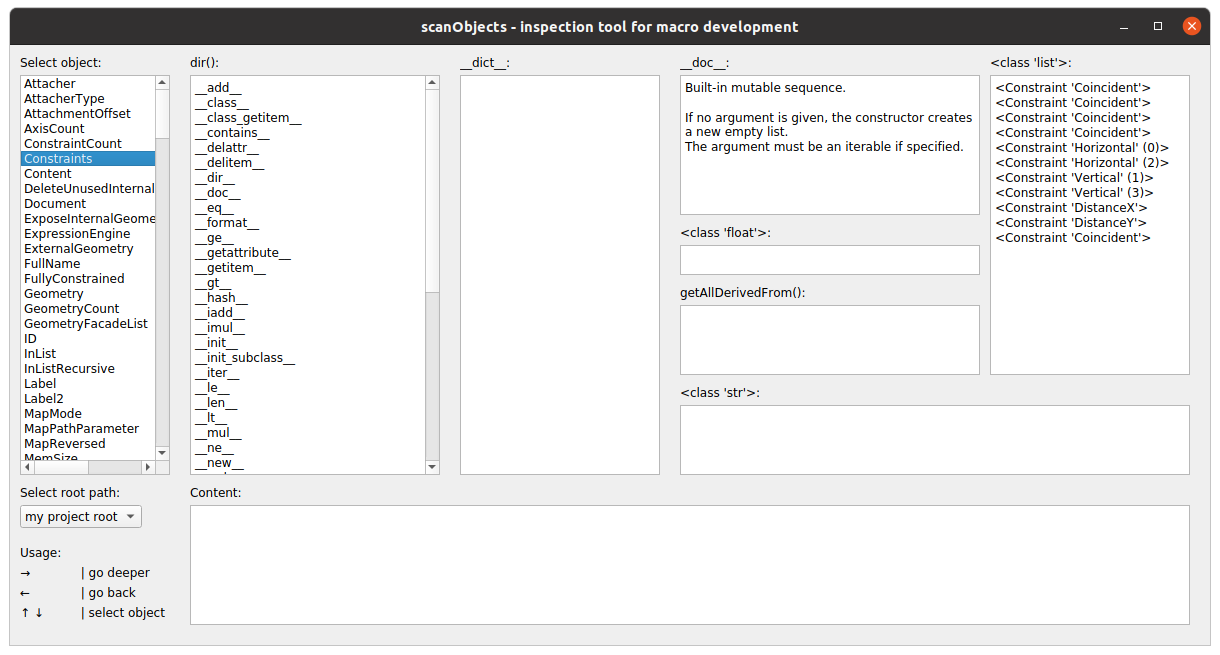 scanObjects - inspection tool for macro development
Select object:
Attacher
AttacherType
AttachmentOffset
AxisCount
ConstraintCount
Constraints
Content
DeleteUnusedInternal
Document
ExposeInternalGeome
ExpressionEngine
ExternalGeometry
FullName
FullyConstrained
Geometry
GeometryCount
GeometryFacadeList
ID
InList
InListRecursive
Label
Label2
MapMode
MapPathParameter
MapReversed
MemSize
dir():
__add__
__class__
__class_getitem__
__contains__
__delattr__
__delitem__
__dir__
__doc__
__eq__
__format__
__ge__
__getattribute__
__getitem__
__gt__
__hash__
__iadd__
__imul__
__init__
__init_subclass__
__iter__
__le__
__len__
__lt__
__mul__
__ne__
__new__
__dict__:
__doc__:
Built-in mutable sequence.
If no argument is given, the constructor creates
a new empty list.
The argument must be an iterable if specified.
<class 'float'>:
getAllDerivedFrom():
<class 'str'>:
<class 'list'>:
<Constraint 'Coincident'>
<Constraint 'Coincident'>
<Constraint 'Coincident'>
<Constraint 'Coincident'>
<Constraint 'Horizontal' (0)>
<Constraint 'Horizontal' (2)>
<Constraint 'Vertical' (1)>
<Constraint 'Vertical' (3)>
<Constraint 'DistanceX'>
<Constraint 'DistanceY'>
<Constraint 'Coincident'>
Select root path:
my project root
Usage:
→ | go deeper
← | go back
↑ ↓ | select object
Content: